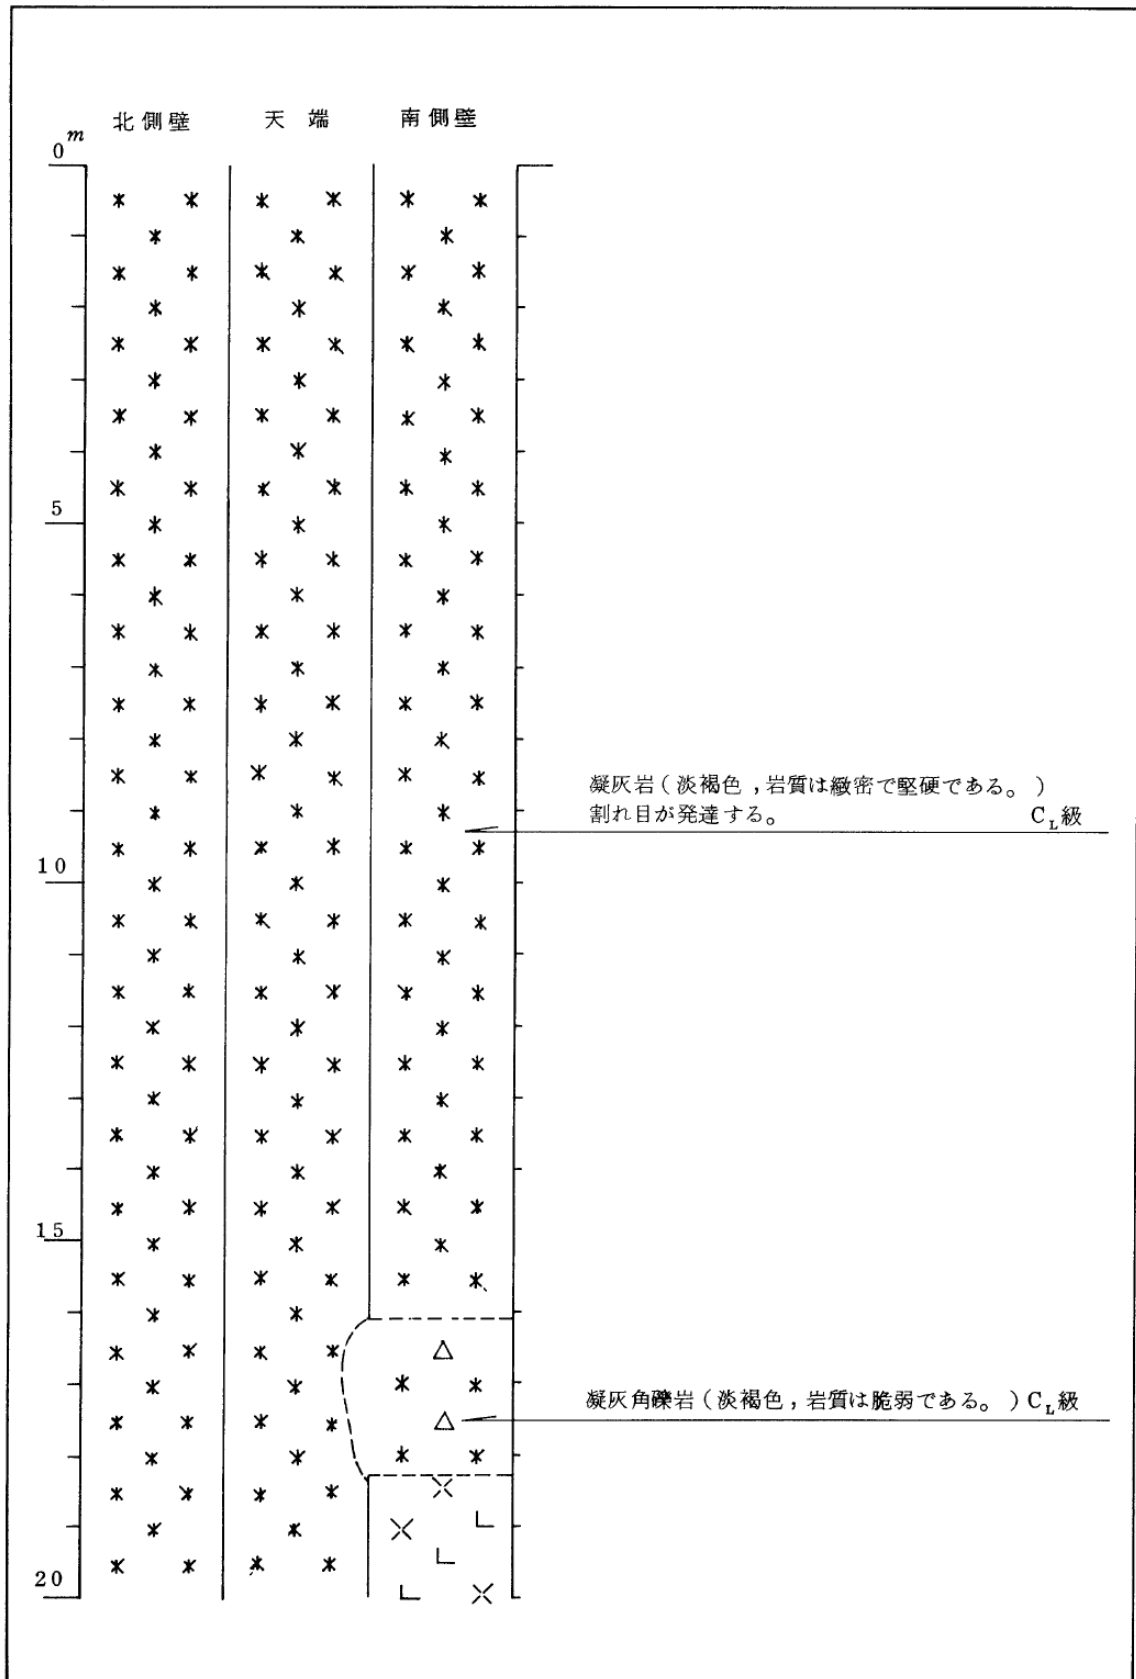 北側壁 天端 南側壁
0 m
5
凝灰岩(淡褐色,岩質は緻密で堅硬である。)
割れ目が発達する。 CL級
10
15
凝灰角礫岩(淡褐色,岩質は脆弱である。)CL級
20